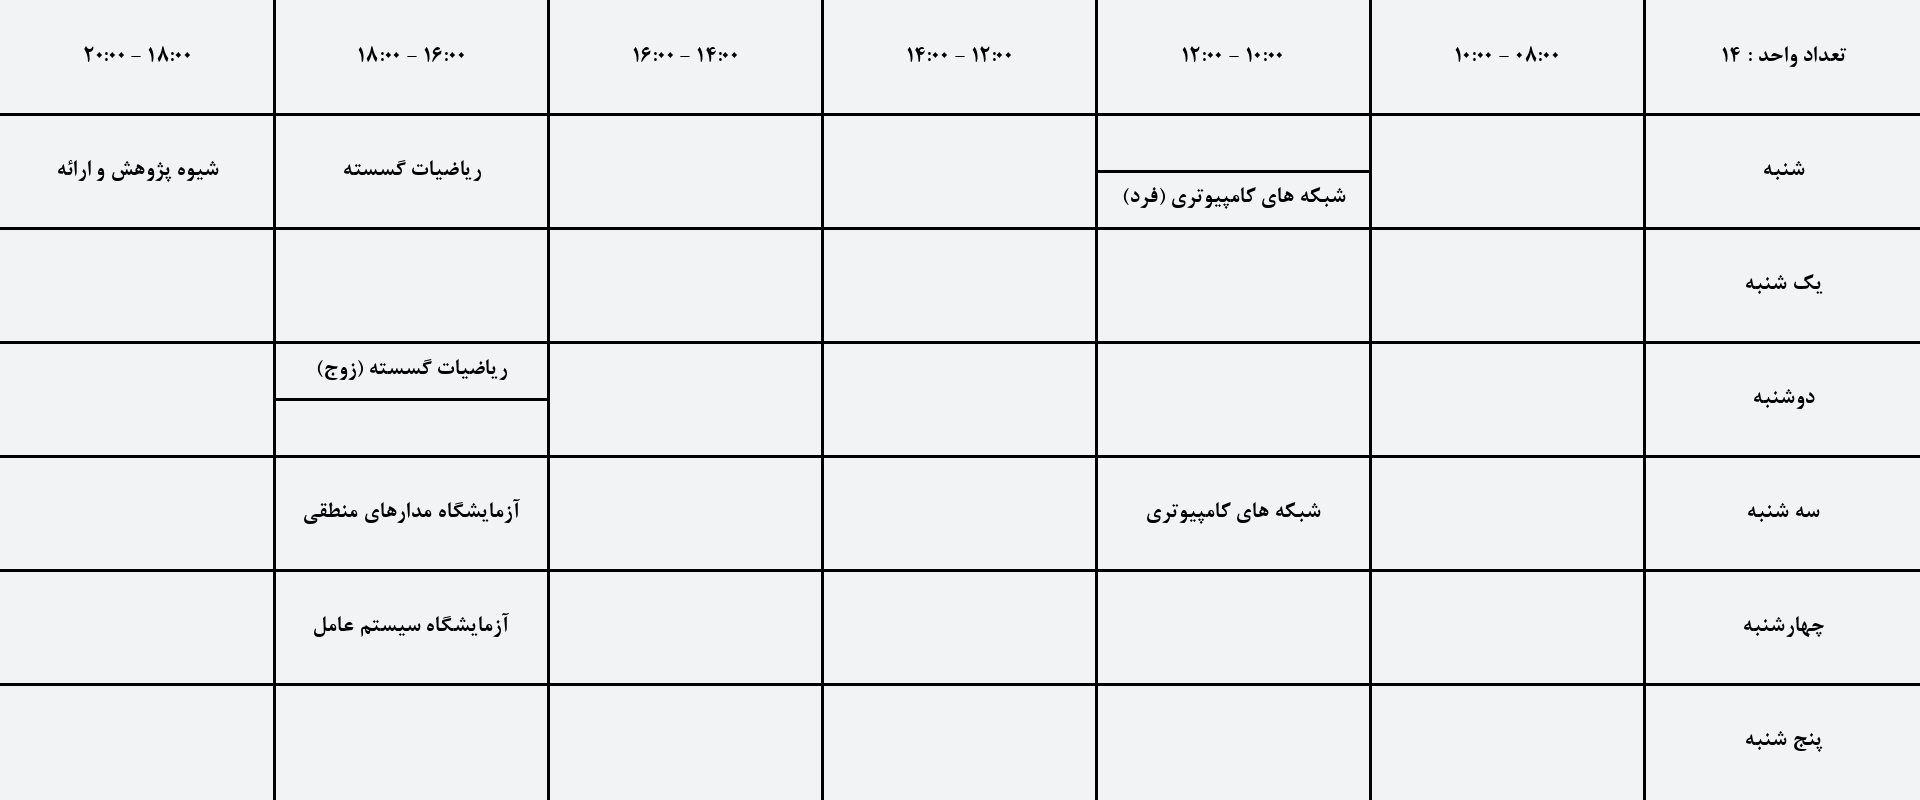 تعداد واحد : ۱۴
۰۸:۰۰ - ۱۰:۰۰
۱۰:۰۰ - ۱۲:۰۰
۱۲:۰۰ - ۱۴:۰۰
۱۴:۰۰ - ۱۶:۰۰
۱۶:۰۰ - ۱۸:۰۰
۱۸:۰۰ - ۲۰:۰۰
شنبه
شبکه های کامپیوتری (فرد)
ریاضیات گسسته
شیوه پژوهش و ارائه
یک شنبه
دوشنبه
ریاضیات گسسته (زوج)
سه شنبه
شبکه های کامپیوتری
آزمایشگاه مدارهای منطقی
چهارشنبه
آزمایشگاه سیستم عامل
پنج شنبه